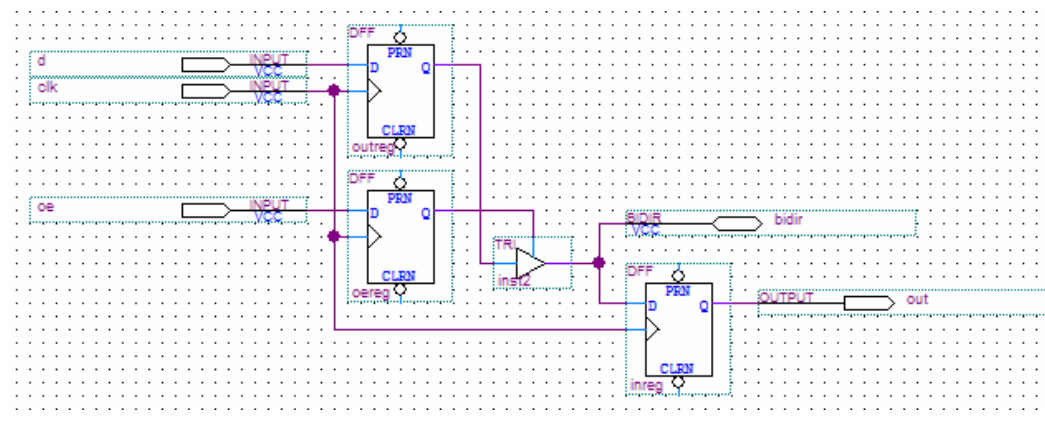 DFF
PRN
d
INPUT
VCC
D
Q
clk
INPUT
VCC
CLRN
outreg
DFF
PRN
oe
INPUT
VCC
D
Q
BIDIR
VCC
bidir
TRI
inst2
CLRN
oereg
DFF
PRN
D
Q
OUTPUT
out
CLRN
inreg